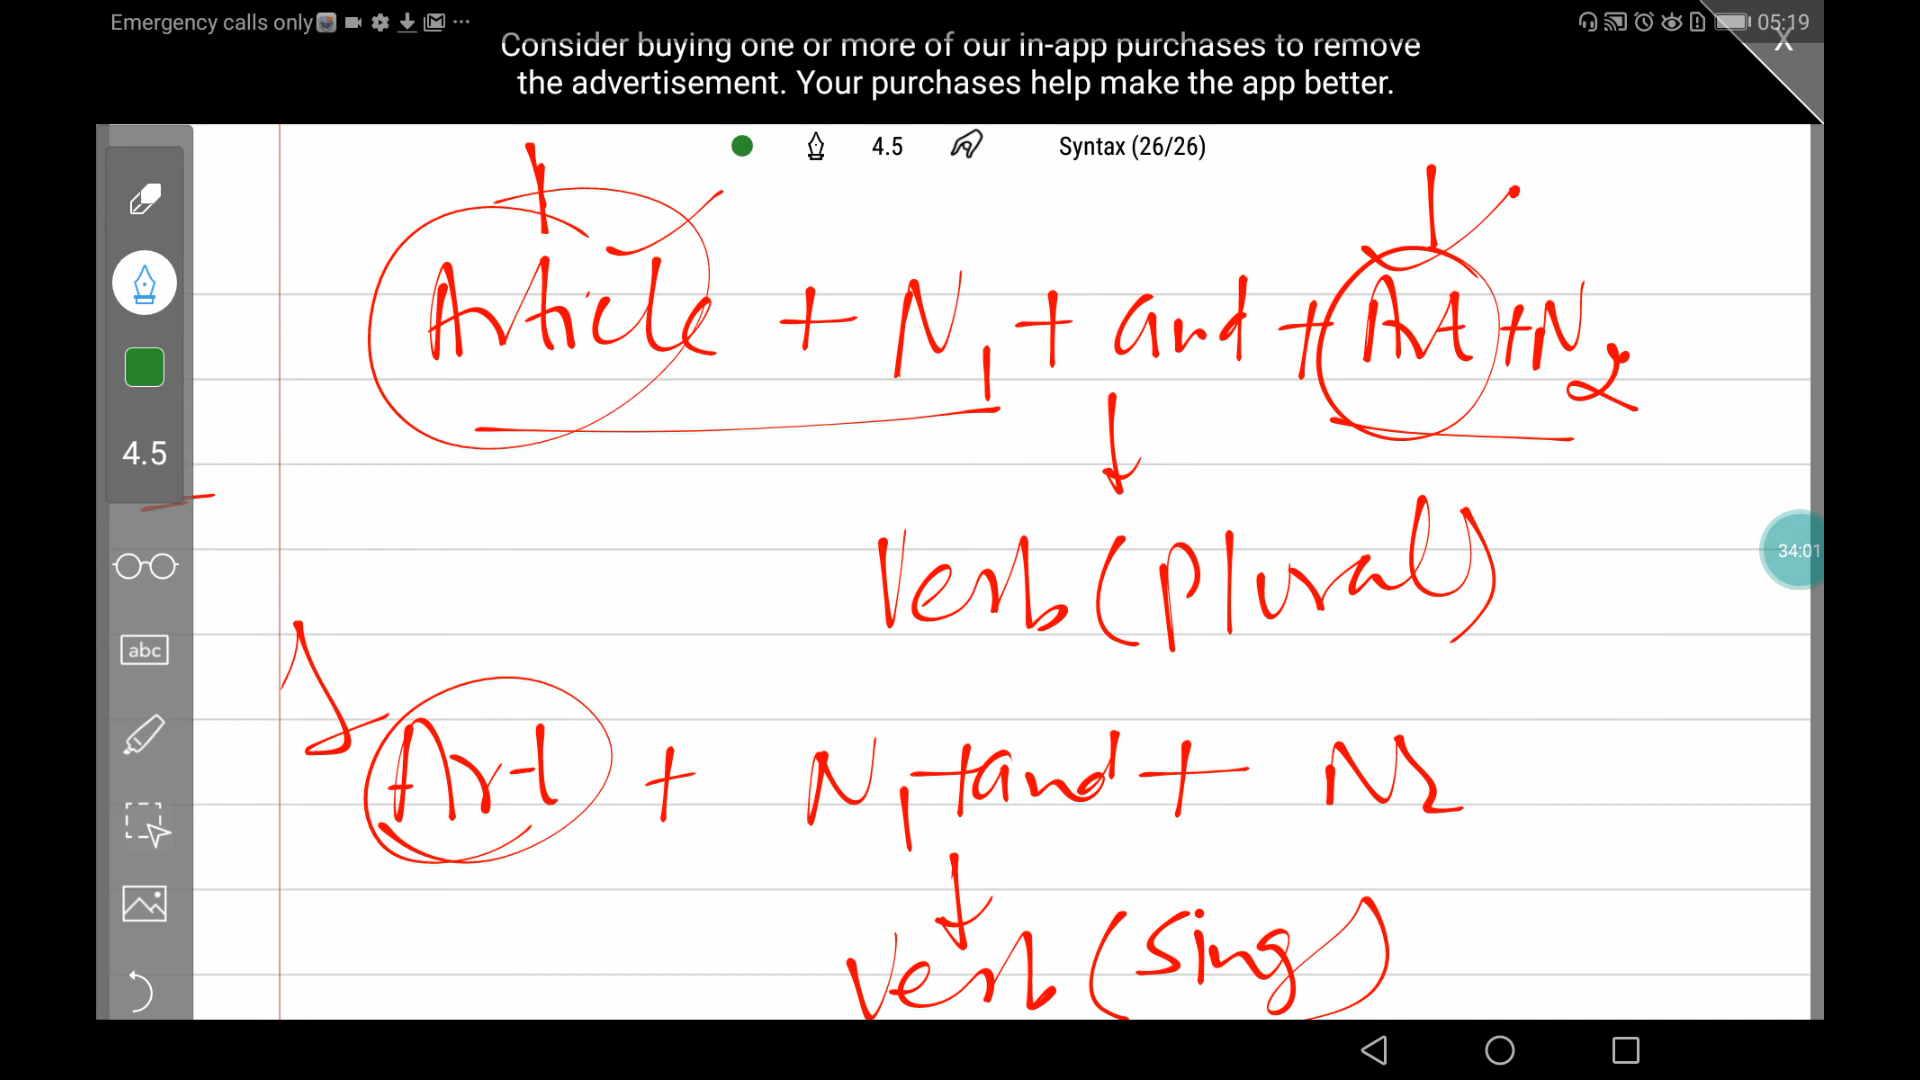 Emergency calls only ... 05:19
Consider buying one or more of our in-app purchases to remove
the advertisement. Your purchases help make the app better.
X
4.5 Syntax (26/26)
Article + N1 + and + Art + N2
4.5
Verb (Plural)
34:01
abc
Art + N1 + and + N2
Verb (Sing)